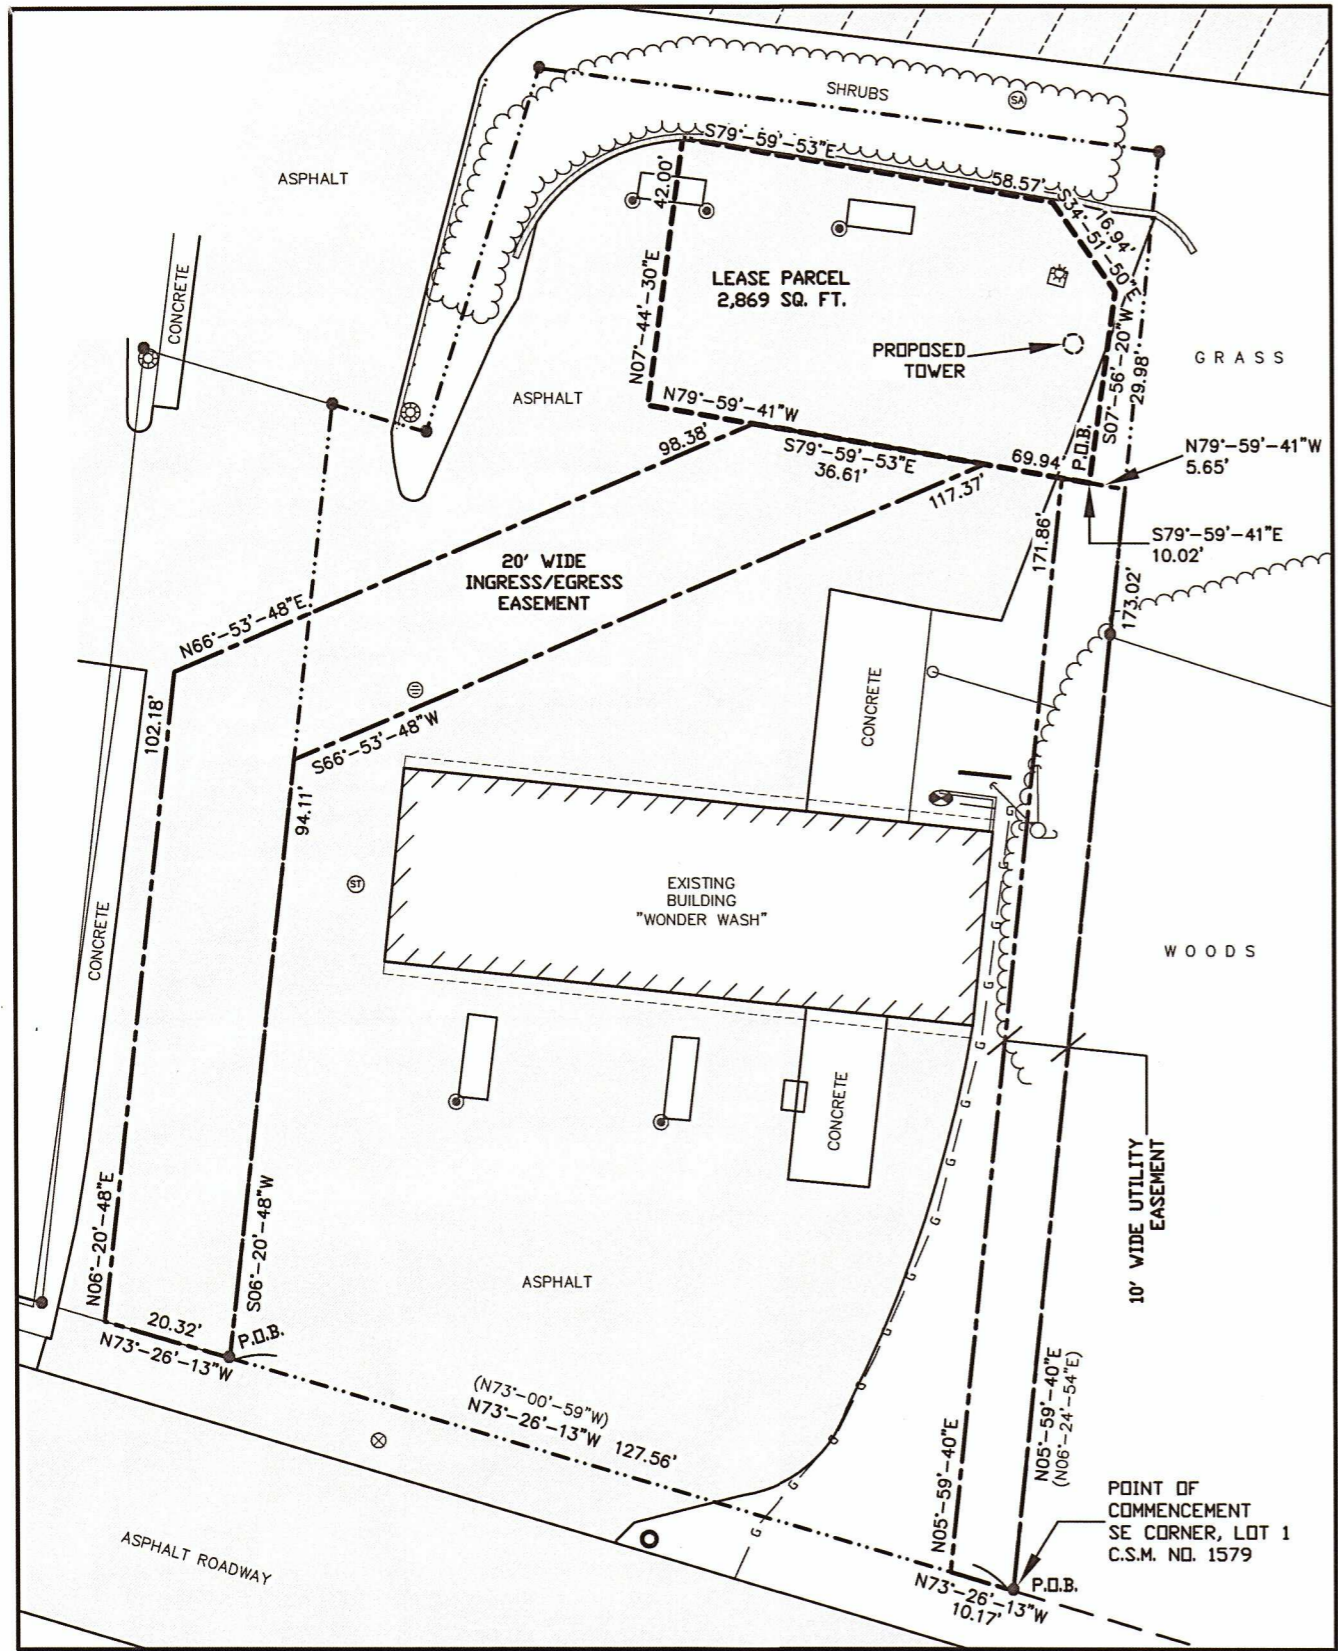 SHRUBS
SA
ASPHALT
S79°-59'-53"E
58.57'
42.00'
S34°-51'-50"E
16.94'
CONCRETE
LEASE PARCEL
2,869 SQ. FT.
N07°-44'-30"E
PROPOSED
TOWER
S07°-56'-20"W
29.98'
GRASS
ASPHALT
N79°-59'-41"W
98.38'
S79°-59'-53"E
36.61'
69.94'
P.O.B.
N79°-59'-41"W
5.65'
117.37'
171.86'
S79°-59'-41"E
10.02'
20' WIDE
INGRESS/EGRESS
EASEMENT
173.02'
N66°-53'-48"E
102.18'
S66°-53'-48"W
CONCRETE
94.11'
ST
EXISTING
BUILDING
"WONDER WASH"
CONCRETE
WOODS
G
G
G
G
G
G
G
G
G
G
G
G
G
CONCRETE
10' WIDE UTILITY
EASEMENT
N06°-20'-48"E
S06°-20'-48"W
ASPHALT
20.32'
N73°-26'-13"W
P.O.B.
(N73°-00'-59"W)
N73°-26'-13"W 127.56'
N05°-59'-40"E
N05°-59'-40"E
(N06°-24'-54"E)
POINT OF
COMMENCEMENT
SE CORNER, LOT 1
C.S.M. NO. 1579
P.O.B.
N73°-26'-13"W
10.17'
ASPHALT ROADWAY